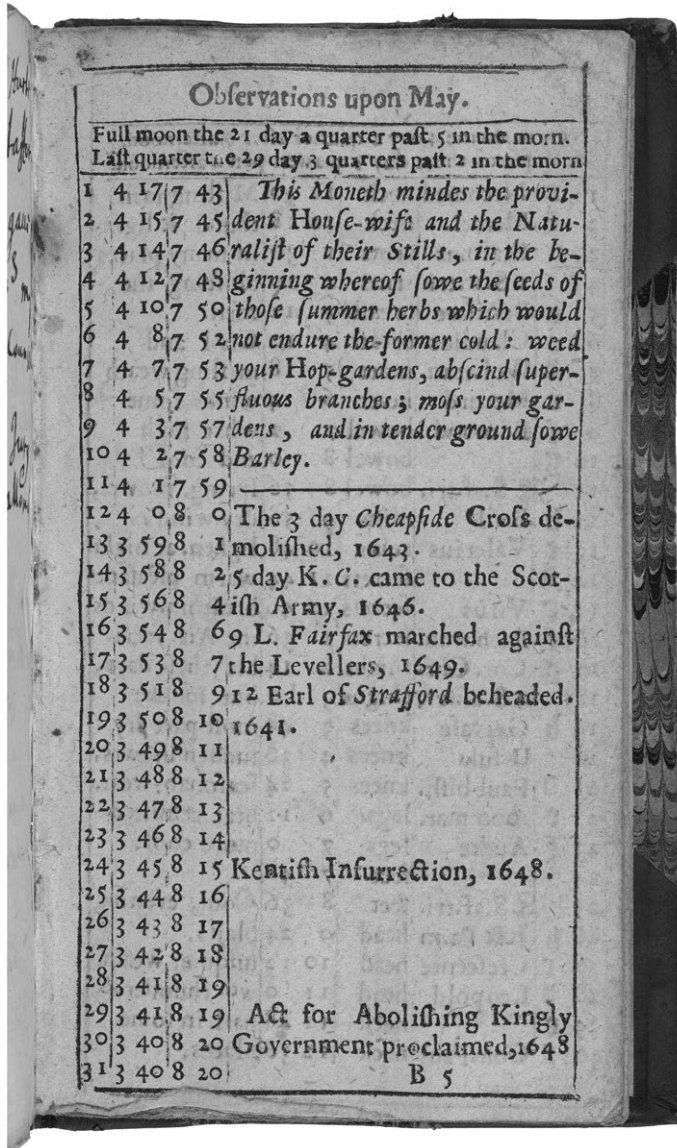 Observations upon May.
Full moon the 21 day a quarter past 5 in the morn.
Last quarter the 29 day 3 quarters past 2 in the morn
1 4 17 7 43 This Moneth mindes the provi-
2 4 15 7 45 dent House-wife and the Natu-
3 4 14 7 46 ralist of their Stills, in the be-
4 4 12 7 48 ginning whereof sowe the seeds of
5 4 10 7 50 those summer herbs which would
6 4 8 7 52 not endure the former cold: weed
7 4 7 7 53 your Hop-gardens, abscind super-
8 4 5 7 55 fluous branches; moss your gar-
9 4 3 7 57 dens, and in tender ground sowe
10 4 2 7 58 Barley.
11 4 1 7 59
12 4 0 8 0 The 3 day Cheapside Cross de-
13 3 59 8 1 molished, 1643.
14 3 58 8 2 5 day K. C. came to the Scot-
15 3 56 8 4 ish Army, 1646.
16 3 54 8 6 9 L. Fairfax marched against
17 3 53 8 7 the Levellers, 1649.
18 3 51 8 9 12 Earl of Strafford beheaded.
19 3 50 8 10 1641.
20 3 49 8 11
21 3 48 8 12
22 3 47 8 13
23 3 46 8 14
24 3 45 8 15 Kentish Insurrection, 1648.
25 3 44 8 16
26 3 43 8 17
27 3 42 8 18
28 3 41 8 19
29 3 41 8 19 Act for Abolishing Kingly
30 3 40 8 20 Government proclaimed, 1648
31 3 40 8 20 B 5